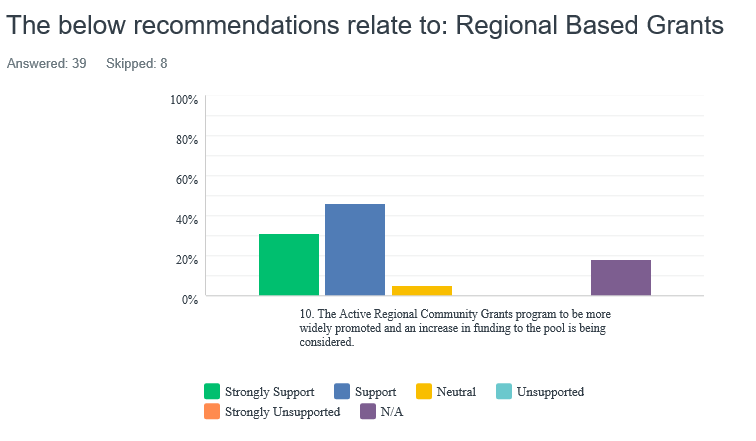 The below recommendations relate to: Regional Based Grants
Answered: 39 Skipped: 8
100%
80%
60%
40%
20%
0%
10. The Active Regional Community Grants program to be more
widely promoted and an increase in funding to the pool is being
considered.
Strongly Support Support Neutral Unsupported
Strongly Unsupported N/A